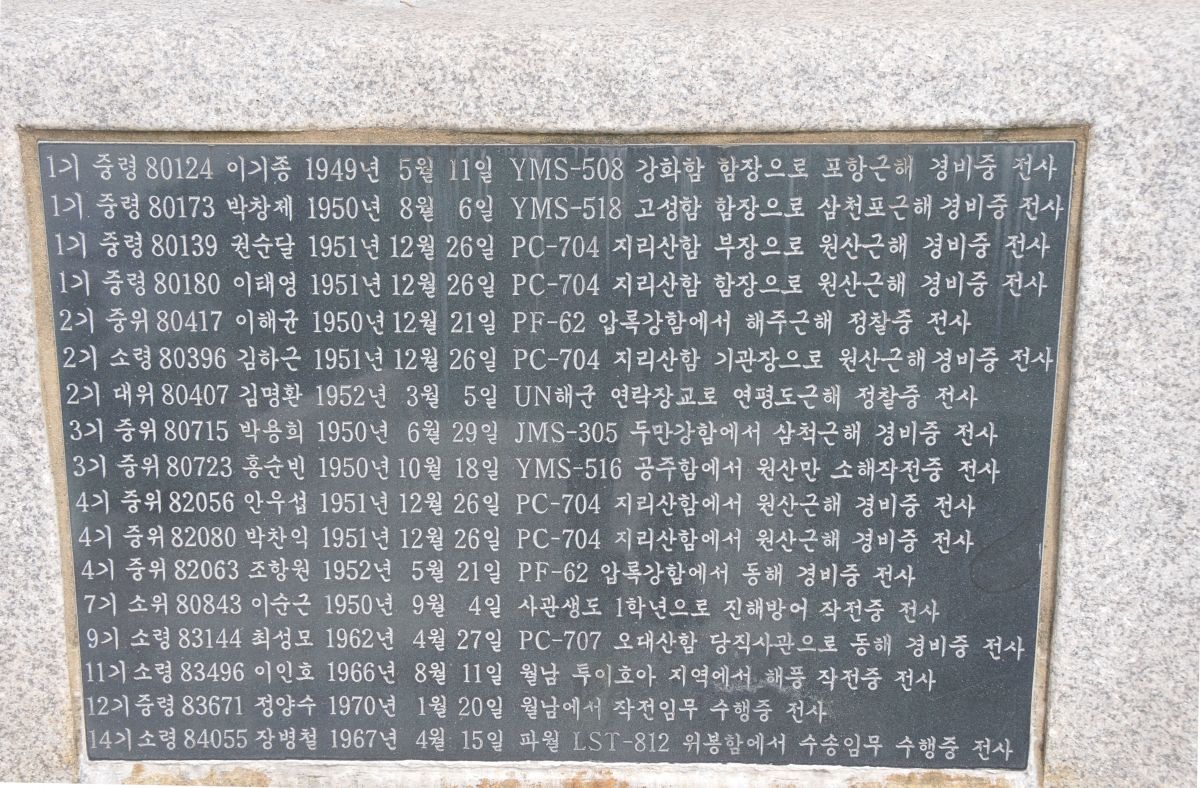 1기 중령 80124 이기종 1949년 5월 11일 YMS-508 강화함 함장으로 포항근해 경비중 전사
1기 중령 80173 박창제 1950년 8월 6일 YMS-518 고성함 함장으로 삼천포근해 경비중 전사
1기 중령 80139 권순달 1951년 12월 26일 PC-704 지리산함 부장으로 원산근해 경비중 전사
1기 중령 80180 이태영 1951년 12월 26일 PC-704 지리산함 함장으로 원산근해 경비중 전사
2기 중위 80417 이해균 1950년 12월 21일 PF-62 압록강함에서 해주근해 정찰중 전사
2기 소령 80396 김하근 1951년 12월 26일 PC-704 지리산함 기관장으로 원산근해 경비중 전사
2기 대위 80407 김명환 1952년 3월 5일 UN해군 연락장교로 연평도근해 정찰중 전사
3기 중위 80715 박용희 1950년 6월 29일 JMS-305 두만강함에서 삼척근해 경비중 전사
3기 중위 80723 홍순빈 1950년 10월 18일 YMS-516 공주함에서 원산만 소해작전중 전사
4기 중위 82056 안우섭 1951년 12월 26일 PC-704 지리산함에서 원산근해 경비중 전사
4기 중위 82080 박찬익 1951년 12월 26일 PC-704 지리산함에서 원산근해 경비중 전사
4기 중위 82063 조항원 1952년 5월 21일 PF-62 압록강함에서 동해 경비중 전사
7기 소위 80843 이순근 1950년 9월 4일 사관생도 1학년으로 진해방어 작전중 전사
9기 소령 83144 최성모 1962년 4월 27일 PC-707 오대산함 당직사관으로 동해 경비중 전사
11기 소령 83496 이인호 1966년 8월 11일 월남 투이호아 지역에서 해풍 작전중 전사
12기 중령 83671 정양수 1970년 1월 20일 월남에서 작전임무 수행중 전사
14기 소령 84055 장병철 1967년 4월 15일 파월 LST-812 위봉함에서 수송임무 수행중 전사